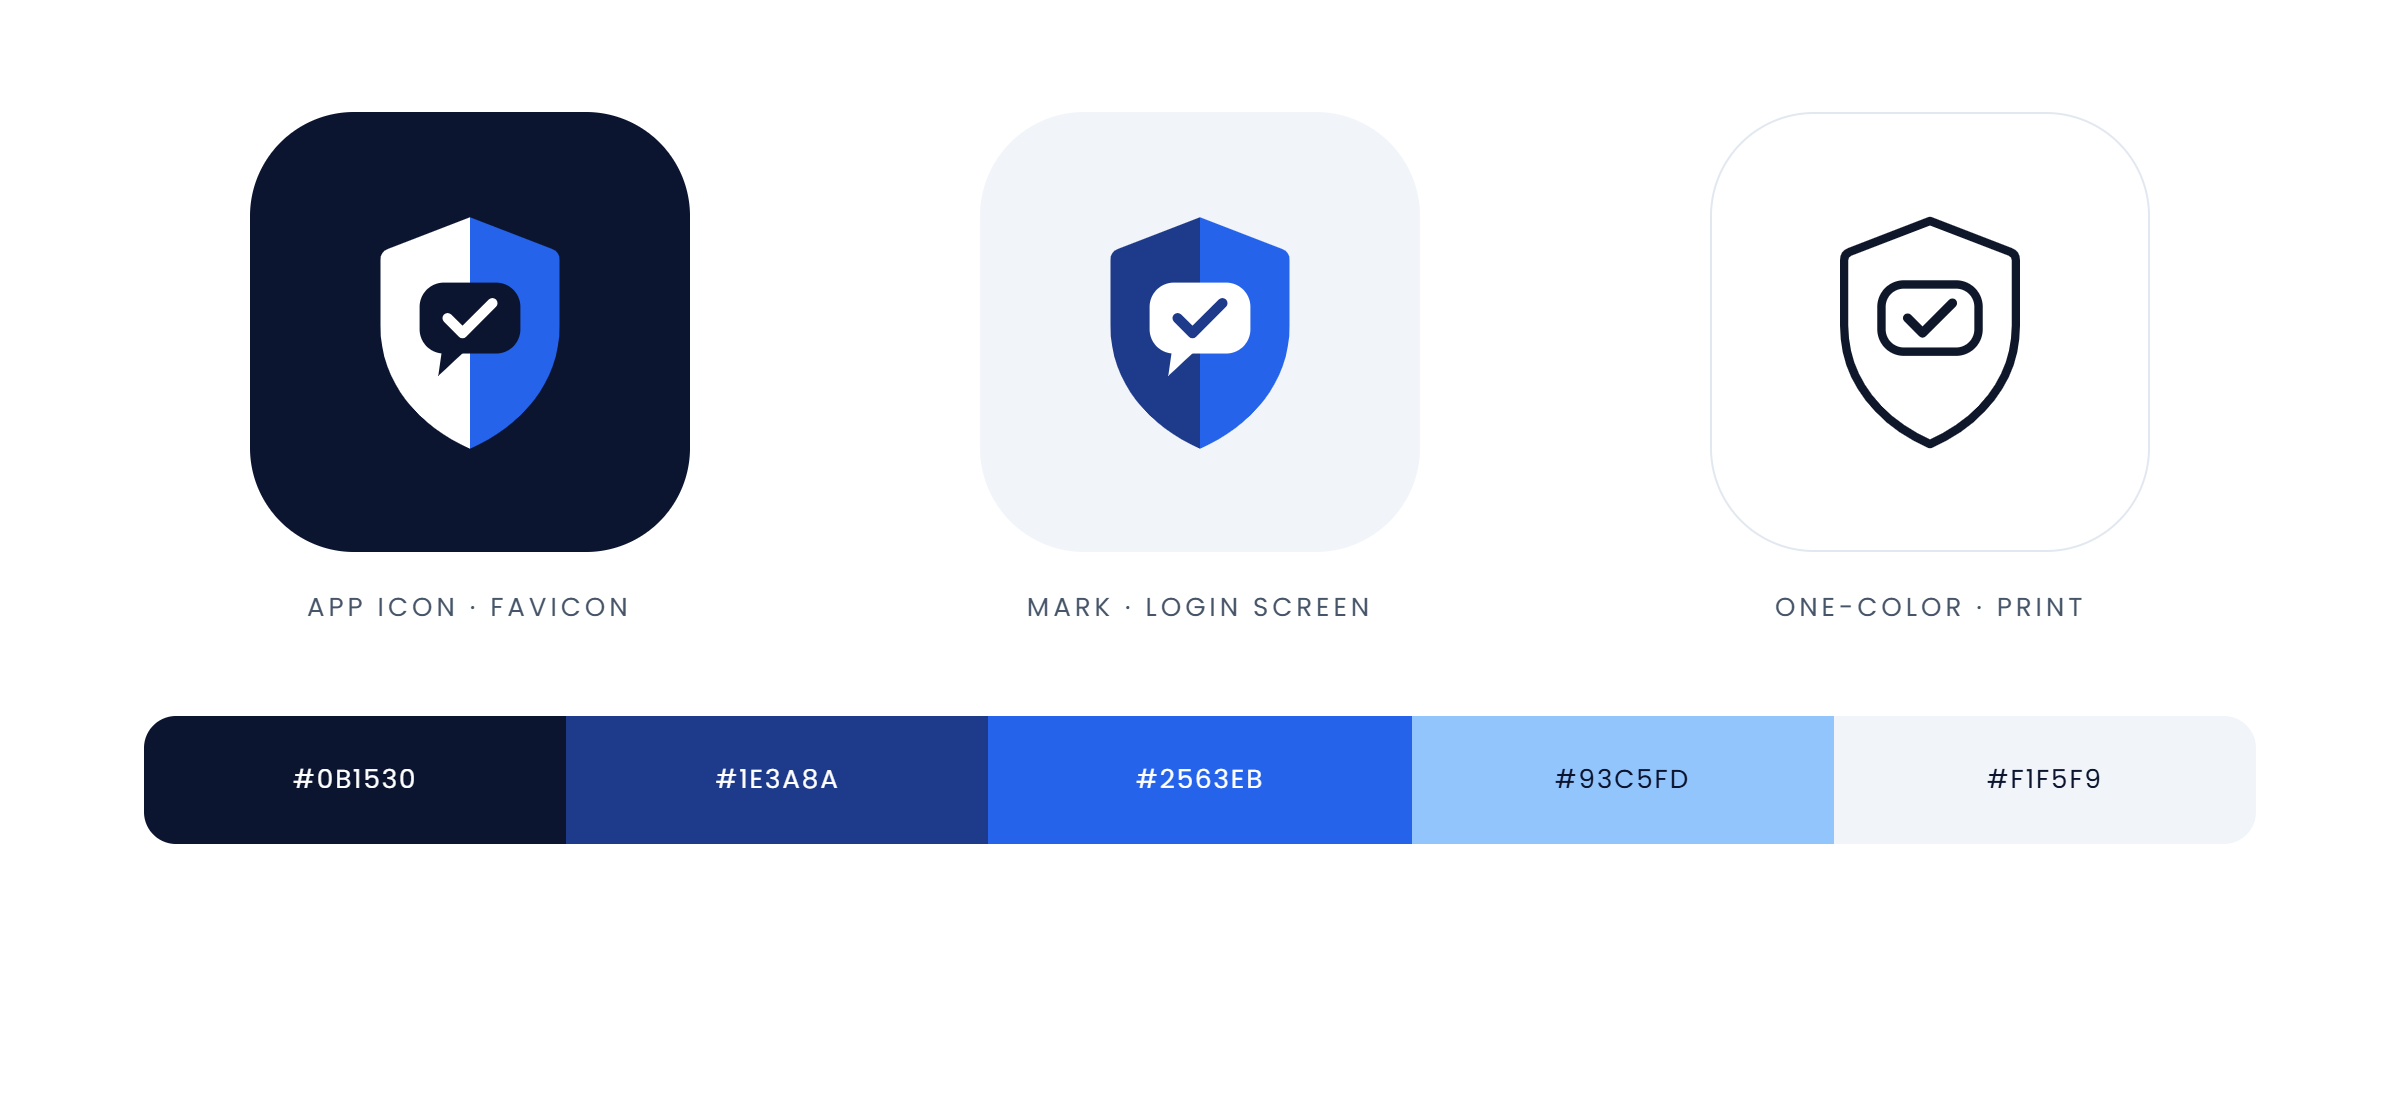 APP ICON · FAVICON
MARK · LOGIN SCREEN
ONE-COLOR · PRINT
#0B1530
#1E3A8A
#2563EB
#93C5FD
#F1F5F9